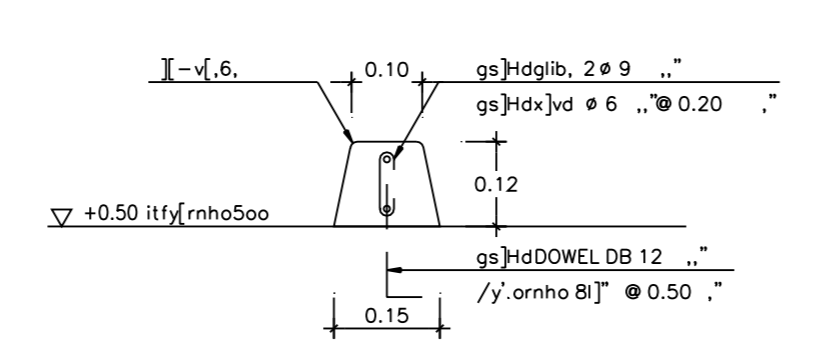 ][-v[,6,
0.10
gs]Hdglib, 2ø 9 ,,"
gs]Hdx]vd ø 6 ,,"@ 0.20 ,"
0.12
+0.50 itfy[rnho5oo
gs]HdDOWEL DB 12 ,,"
/y'.ornho 8l]" @ 0.50 ,"
0.15